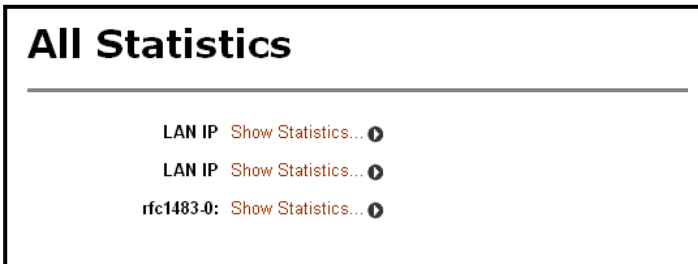 All Statistics
LAN IP Show Statistics...
LAN IP Show Statistics...
rfc1483-0: Show Statistics...